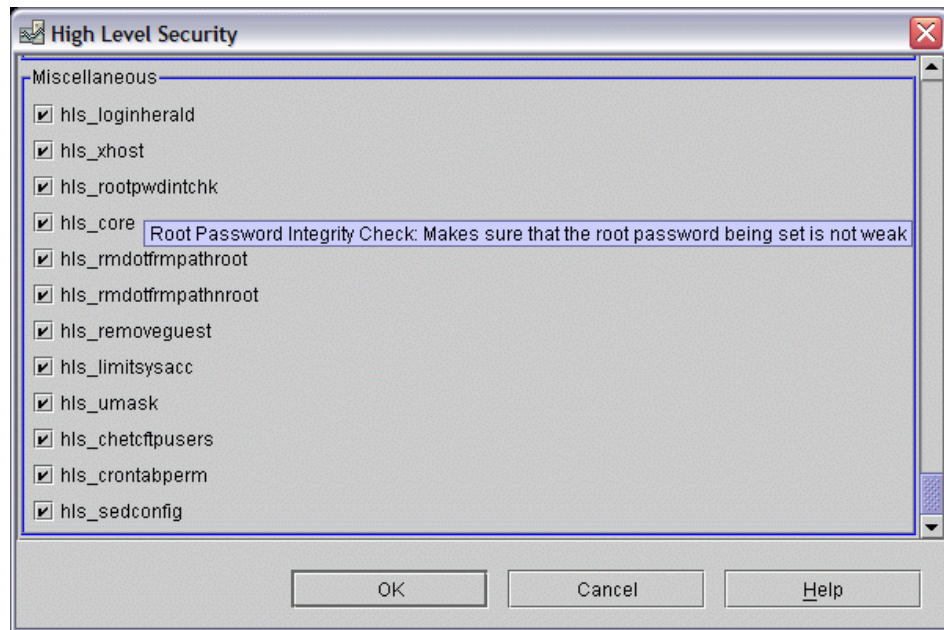 High Level Security
Miscellaneous
hls_loginherald
hls_xhost
hls_rootpwdintchk
hls_core
Root Password Integrity Check: Makes sure that the root password being set is not weak
hls_rmdotfrmpathroot
hls_rmdotfrmpathnroot
hls_removeguest
hls_limitsysacc
hls_umask
hls_chetcftpusers
hls_crontabperm
hls_sedconfig
OK Cancel Help